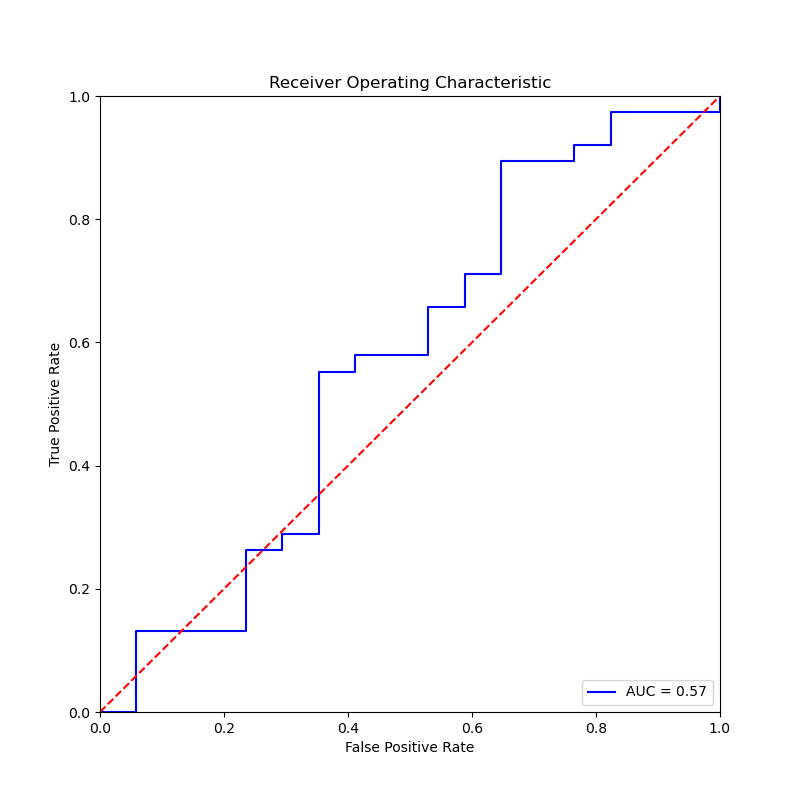 Receiver Operating Characteristic
1.0
0.8
0.6
0.4
0.2
0.0
True Positive Rate
AUC = 0.57
0.0 0.2 0.4 0.6 0.8 1.0
False Positive Rate